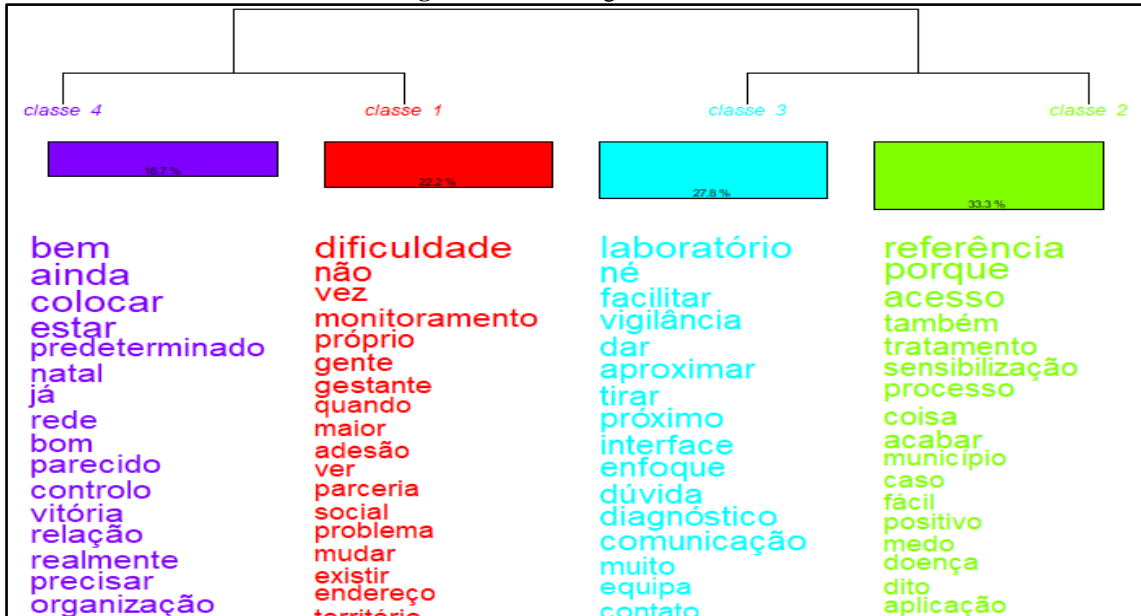 classe 4
classe 1
classe 3
classe 2
16.7 %
22.2 %
27.8 %
33.3 %
bem
ainda
colocar
estar
predeterminado
natal
já
rede
bom
parecido
controlo
vitória
relação
realmente
precisar
organização
dificuldade
não
vez
monitoramento
próprio
gente
gestante
quando
maior
adesão
ver
parceria
social
problema
mudar
existir
endereço
território
laboratório
né
facilitar
vigilância
dar
aproximar
tirar
próximo
interface
enfoque
dúvida
diagnóstico
comunicação
muito
equipa
contato
referência
porque
acesso
também
tratamento
sensibilização
processo
coisa
acabar
município
caso
fácil
positivo
medo
doença
dito
aplicação